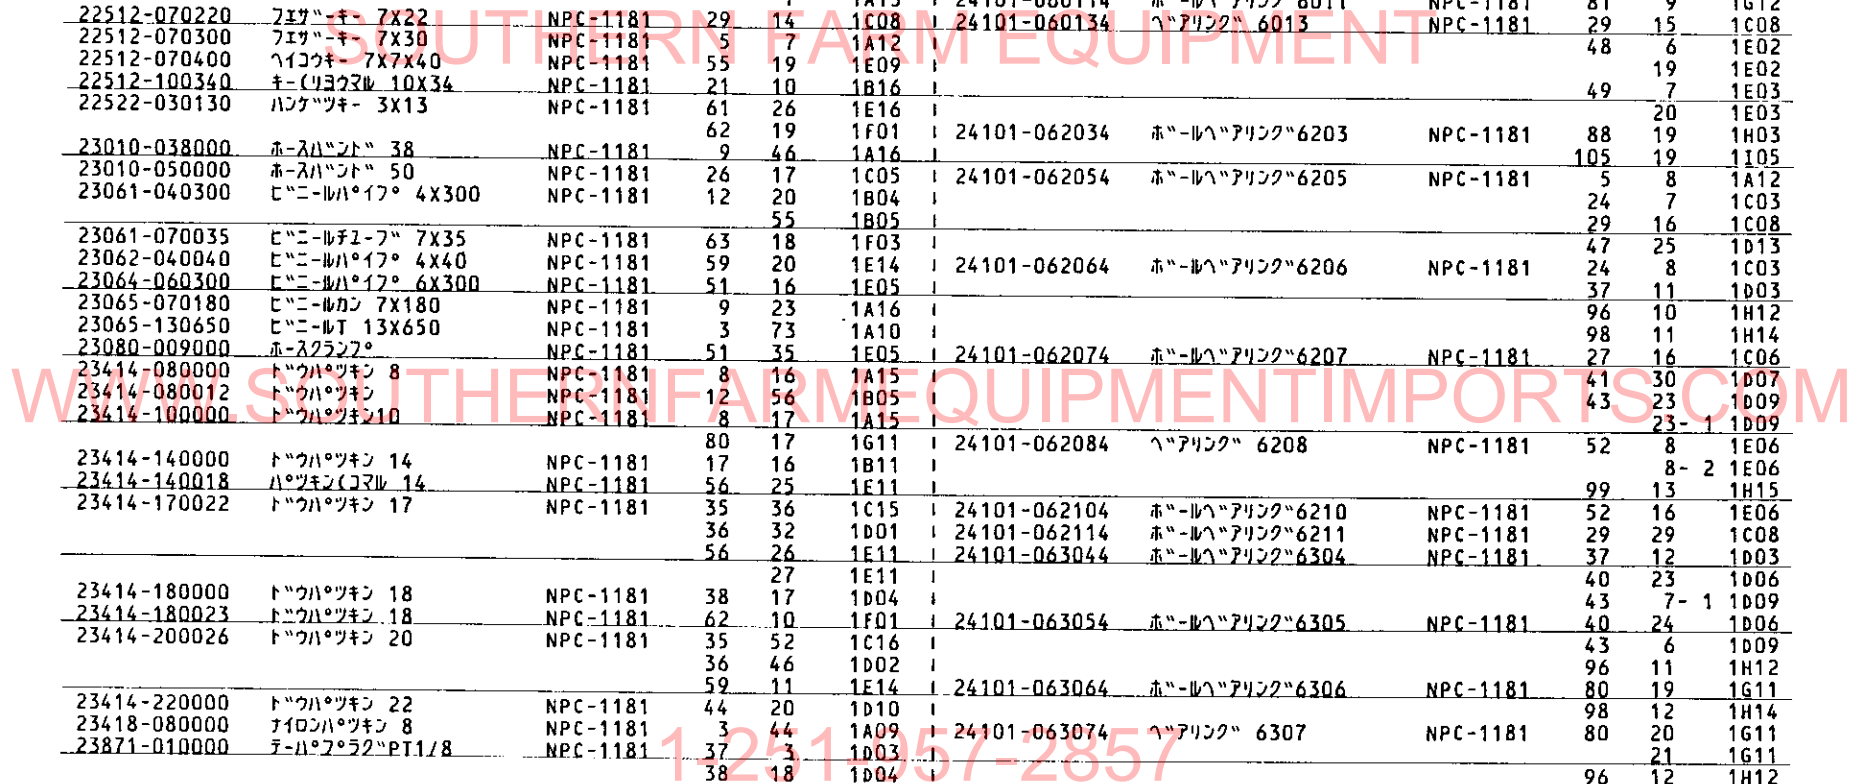 22512-070220 フエザ゛ーキー 7X22 NPC-1181 29 14 1C08
22512-070300 フエザ゛ーキー 7X30 NPC-1181 5 7 1A12
22512-070400 ヘイコウキー 7X7X40 NPC-1181 55 19 1E09
22512-100340 キー(リヨウマル 10X34 NPC-1181 21 10 1B16
22522-030130 ハンゲツキー 3X13 NPC-1181 61 26 1E16
62 19 1F01
23010-038000 ホースバンド 38 NPC-1181 9 46 1A16
23010-050000 ホースバンド 50 NPC-1181 26 17 1C05
23061-040300 ビニールパイプ 4X300 NPC-1181 12 20 1B04
55 1B05
23061-070035 ビニールチユーブ 7X35 NPC-1181 63 18 1F03
23062-040040 ビニールパイプ 4X40 NPC-1181 59 20 1E14
23064-060300 ビニールパイプ 6X300 NPC-1181 51 16 1E05
23065-070180 ビニールカン 7X180 NPC-1181 9 23 1A16
23065-130650 ビニールT 13X650 NPC-1181 3 73 1A10
23080-009000 ホースクランプ NPC-1181 51 35 1E05
23414-080000 ドウパツキン 8 NPC-1181 8 16 1A15
23414-080012 ドウパツキン NPC-1181 12 56 1B05
23414-100000 ドウパツキン10 NPC-1181 8 17 1A15
80 17 1G11
23414-140000 ドウパツキン 14 NPC-1181 17 16 1B11
23414-140018 パツキン(コマル 14 NPC-1181 56 25 1E11
23414-170022 ドウパツキン 17 NPC-1181 35 36 1C15
36 32 1D01
56 26 1E11
27 1E11
23414-180000 ドウパツキン 18 NPC-1181 38 17 1D04
23414-180023 ドウパツキン 18 NPC-1181 62 10 1F01
23414-200026 ドウパツキン 20 NPC-1181 35 52 1C16
36 46 1D02
59 11 1E14
23414-220000 ドウパツキン 22 NPC-1181 44 20 1D10
23418-080000 ナイロンパツキン 8 NPC-1181 3 44 1A09
23871-010000 テーパプラグPT1/8 NPC-1181 37 3 1D03
38 18 1D04
24101-060134 ベアリング 6013 NPC-1181 29 15 1C08
48 6 1E02
19 1E02
49 7 1E03
20 1E03
24101-062034 ボールベアリング6203 NPC-1181 88 19 1H03
105 19 1I05
24101-062054 ボールベアリング6205 NPC-1181 5 8 1A12
24 7 1C03
29 16 1C08
47 25 1D13
24101-062064 ボールベアリング6206 NPC-1181 24 8 1C03
37 11 1D03
96 10 1H12
98 11 1H14
24101-062074 ボールベアリング6207 NPC-1181 27 16 1C06
41 30 1D07
43 23 1D09
23- 1 1D09
24101-062084 ベアリング 6208 NPC-1181 52 8 1E06
8- 2 1E06
99 13 1H15
24101-062104 ボールベアリング6210 NPC-1181 52 16 1E06
24101-062114 ボールベアリング6211 NPC-1181 29 29 1C08
24101-063044 ボールベアリング6304 NPC-1181 37 12 1D03
40 23 1D06
43 7- 1 1D09
24101-063054 ボールベアリング6305 NPC-1181 40 24 1D06
43 6 1D09
96 11 1H12
24101-063064 ボールベアリング6306 NPC-1181 80 19 1G11
98 12 1H14
24101-063074 ベアリング 6307 NPC-1181 80 20 1G11
21 1G11
96 12 1H12
SOUTHERN FARM EQUIPMENT
WWW.SOUTHERNFARMEQUIPMENTIMPORTS.COM
1-251-957-2857